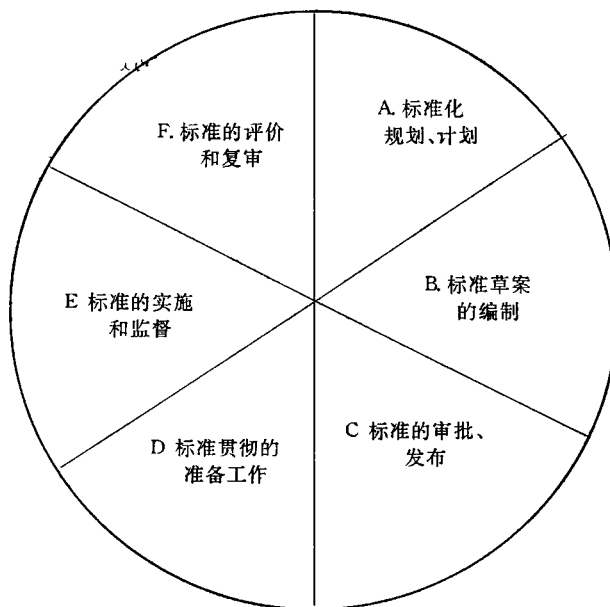 A. 标准化
规划、计划
B. 标准草案
的编制
C 标准的审批、
发布
D 标准贯彻的
准备工作
E 标准的实施
和监督
F. 标准的评价
和复审